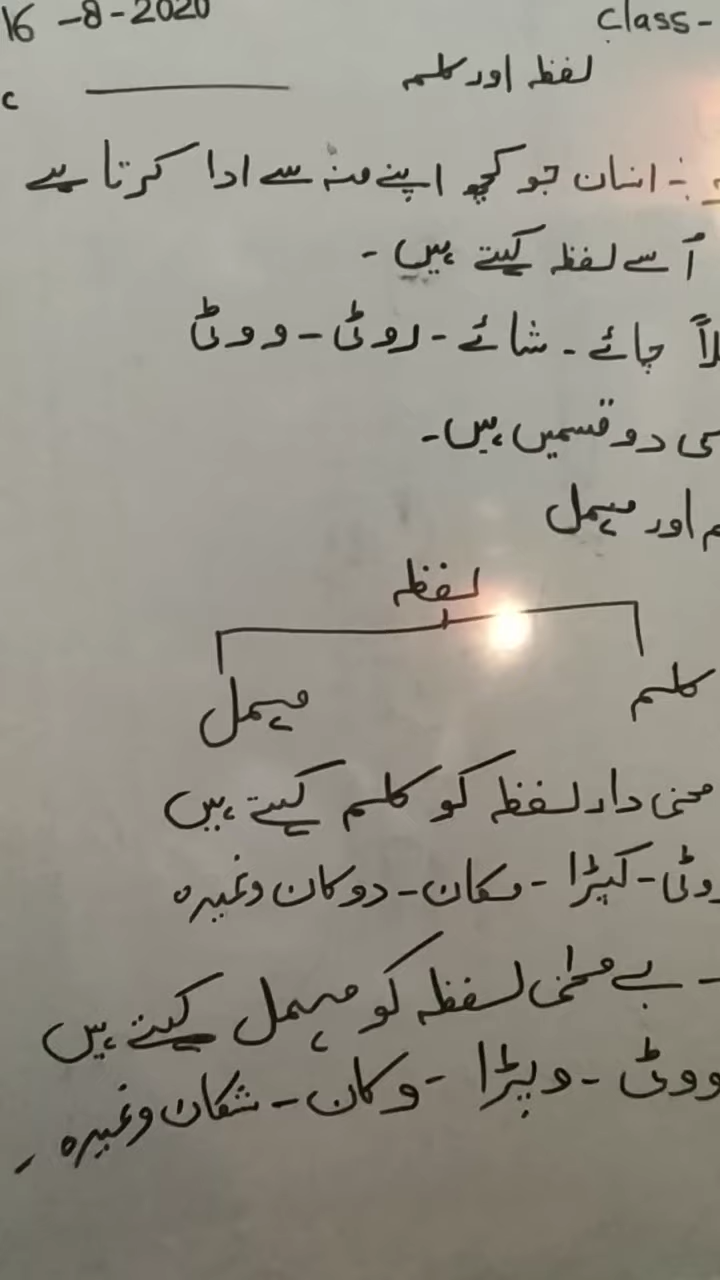 16-8-2020 Class-
لفظ اور کلمہ
c
:- انسان جو کچھ اپنے منہ سے ادا کرتا ہے
اُسے لفظ کہتے ہیں -
چائے - شائے - روٹی - ووٹی
کی دو قسمیں ہیں -
اور مہمل
لفظ
کلمہ مہمل
معنی دار لفظ کو کلمہ کہتے ہیں
کپڑا - مکان - دوکان وغیرہ
- بے معنی لفظ کو مہمل کہتے ہیں
ووٹی - وپڑا - وکان - شکان وغیرہ -